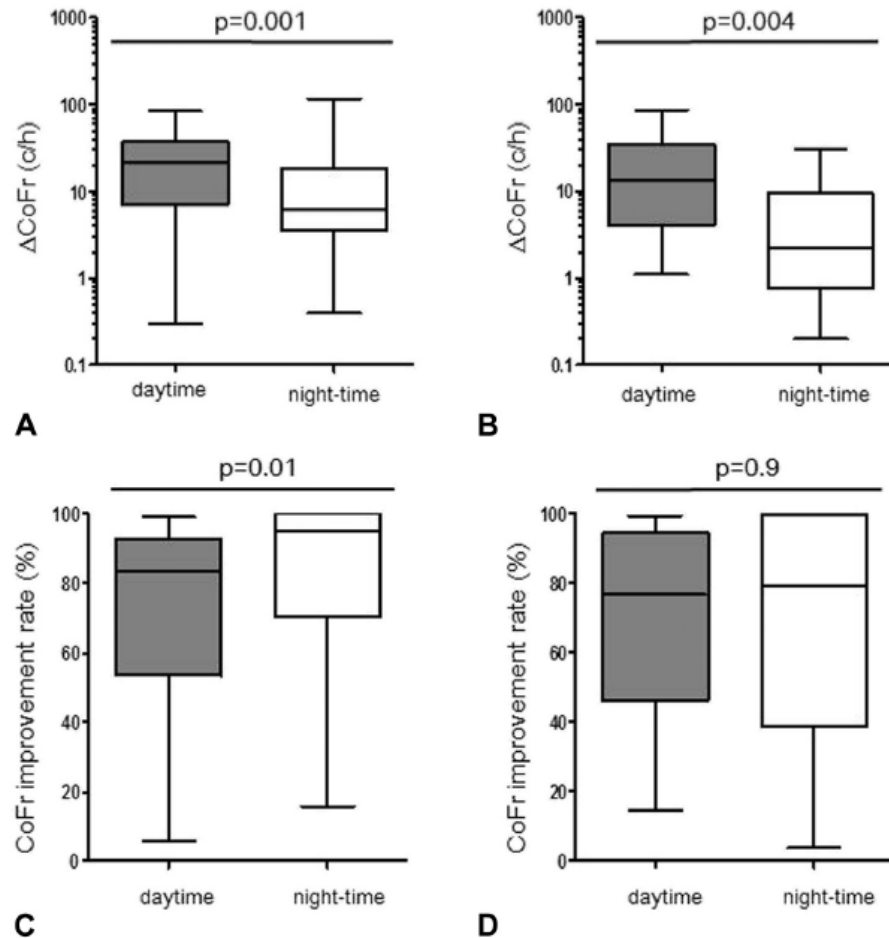 p=0.001
1000
100
10
1
0.1
ΔCoFr (c/h)
daytime
night-time
A
p=0.004
1000
100
10
1
0.1
ΔCoFr (c/h)
daytime
night-time
B
p=0.01
100
80
60
40
20
0
CoFr improvement rate (%)
daytime
night-time
C
p=0.9
100
80
60
40
20
0
CoFr improvement rate (%)
daytime
night-time
D